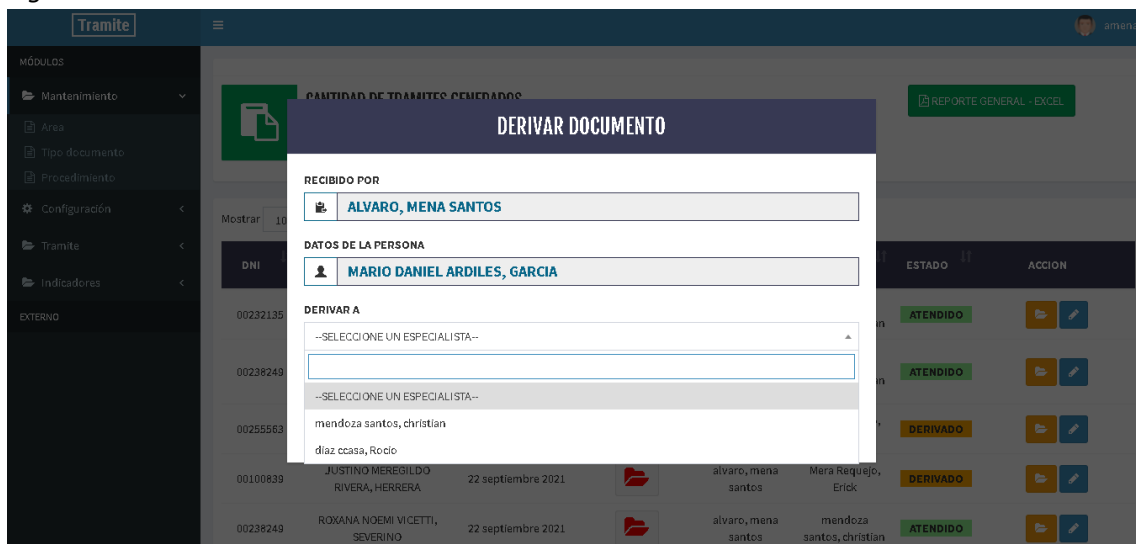 Tramite
amena
MÓDULOS
Mantenimiento
Area
Tipo documento
Procedimiento
Configuración
Tramite
Indicadores
EXTERNO
CANTIDAD DE TRAMITES GENERADOS
REPORTE GENERAL - EXCEL
DERIVAR DOCUMENTO
RECIBIDO POR
ALVARO, MENA SANTOS
DATOS DE LA PERSONA
MARIO DANIEL ARDILES, GARCIA
DERIVAR A
--SELECCIONE UN ESPECIALISTA--
--SELECCIONE UN ESPECIALISTA--
mendoza santos, christian
díaz ccasa, Rocío
Mostrar 10
DNI ESTADO ACCION
00232135 ATENDIDO
00238249 ATENDIDO
00255563 DERIVADO
00100839 JUSTINO MEREGILDO RIVERA, HERRERA 22 septiembre 2021 alvaro, mena santos Mera Requejo, Erick DERIVADO
00238249 ROXANA NOEMI VICETTI, SEVERINO 22 septiembre 2021 alvaro, mena santos mendoza santos, christian ATENDIDO